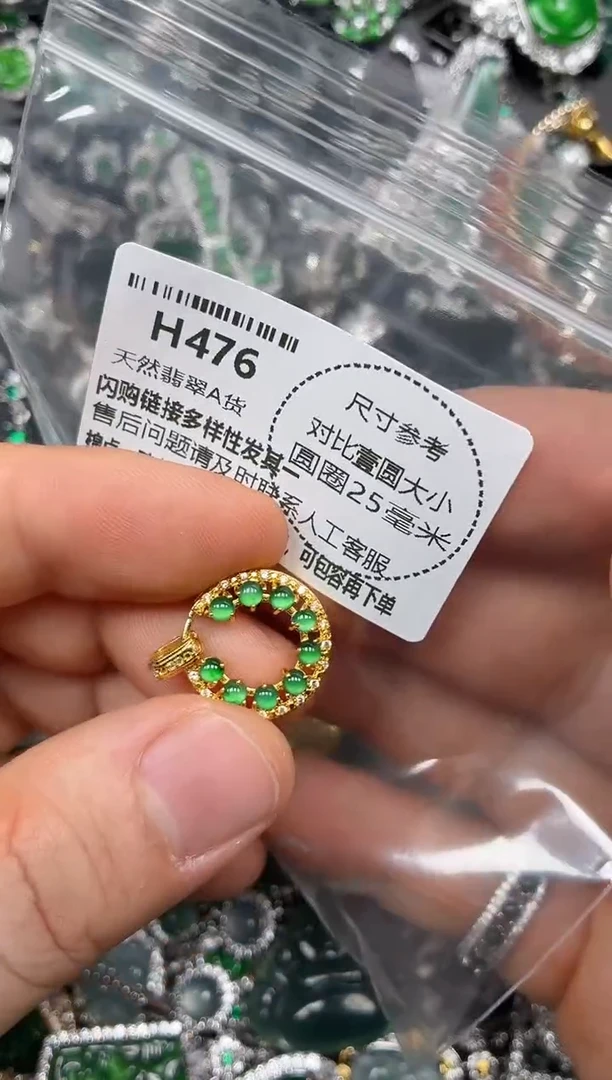 H476
天然翡翠A货
闪购链接多样性发其一
售后问题请及时联系人工客服
可包容再下单
尺寸参考
对比壹圆大小
圆圈25毫米